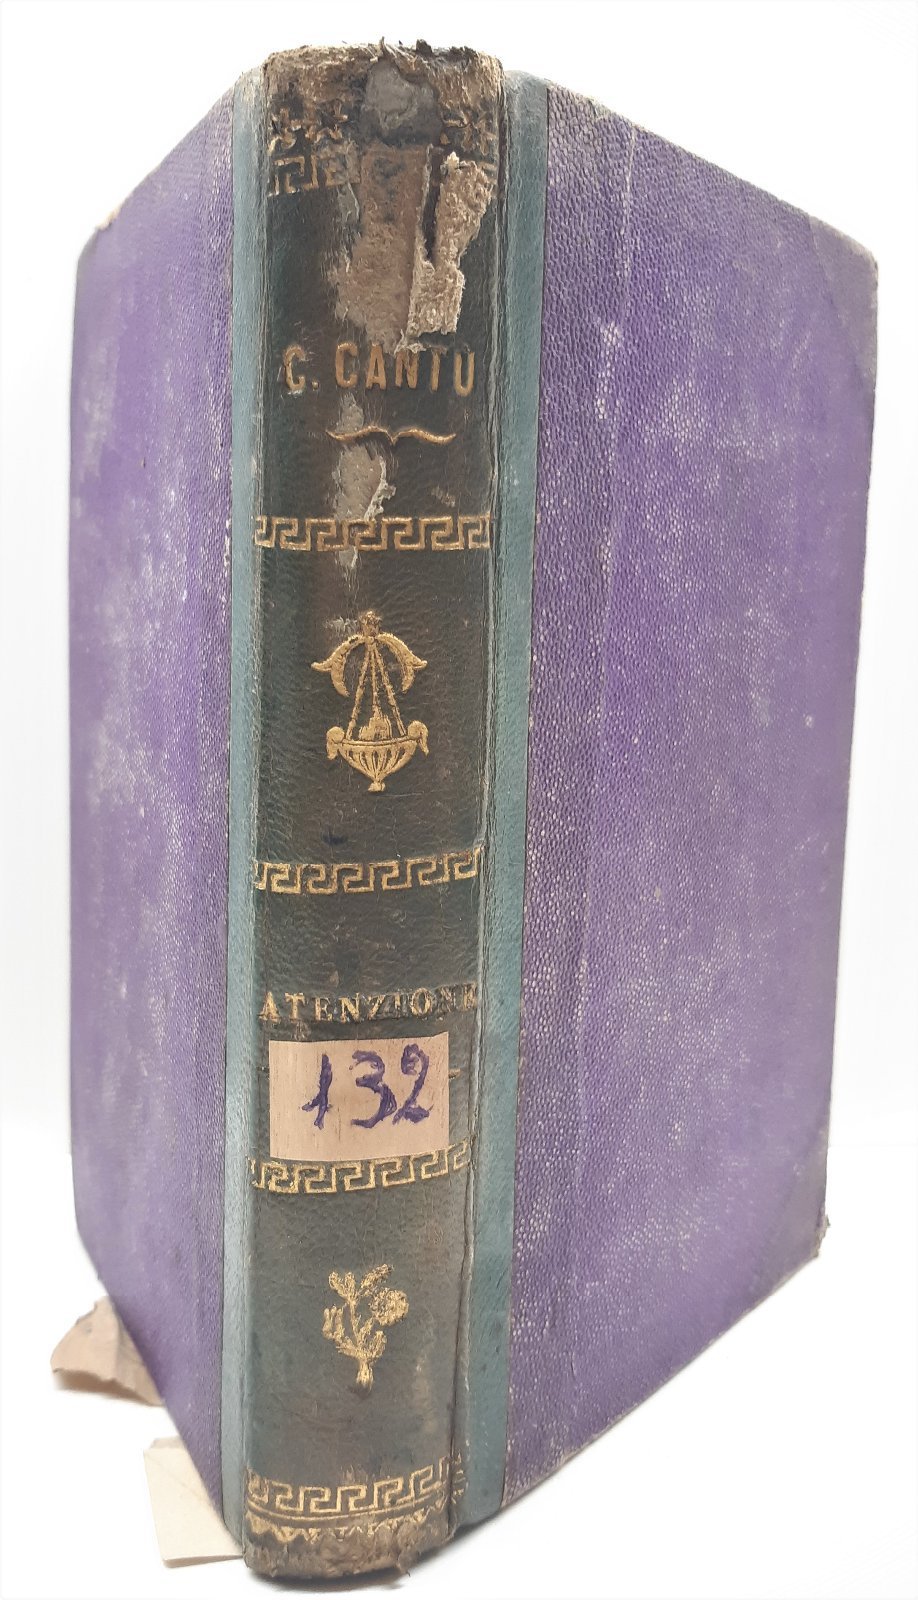 C. CANTU
ATENZIONE
132